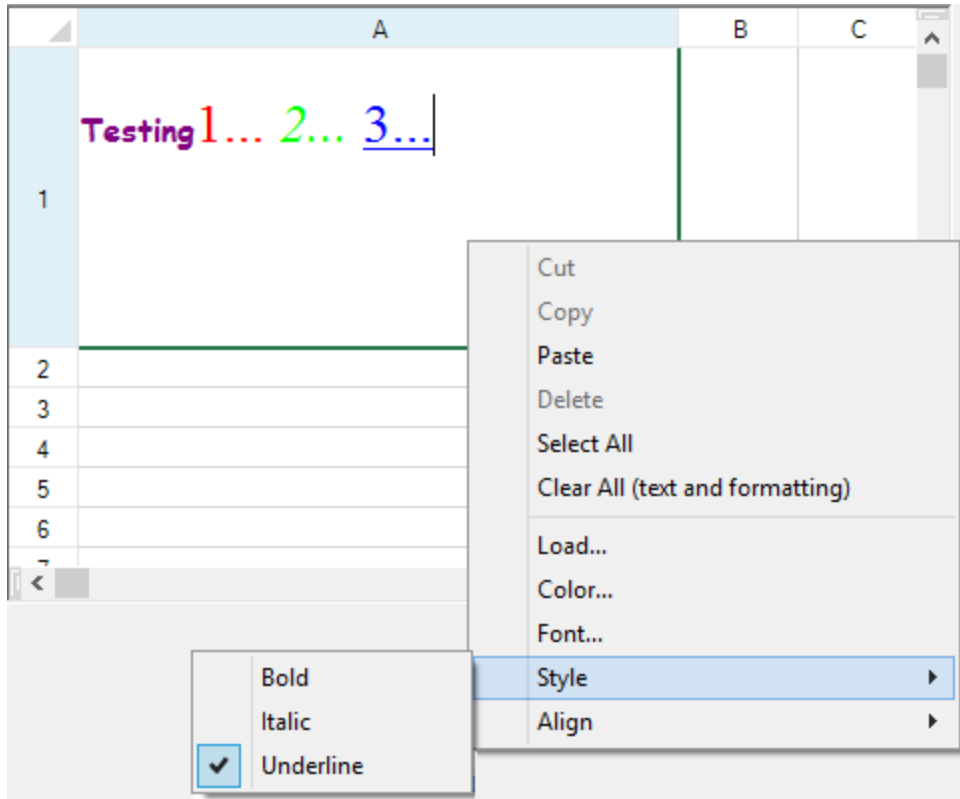 A B C
Testing1... 2... 3...
1
2
3
4
5
6
7
Cut
Copy
Paste
Delete
Select All
Clear All (text and formatting)
Load...
Color...
Font...
Style
Align
Bold
Italic
Underline